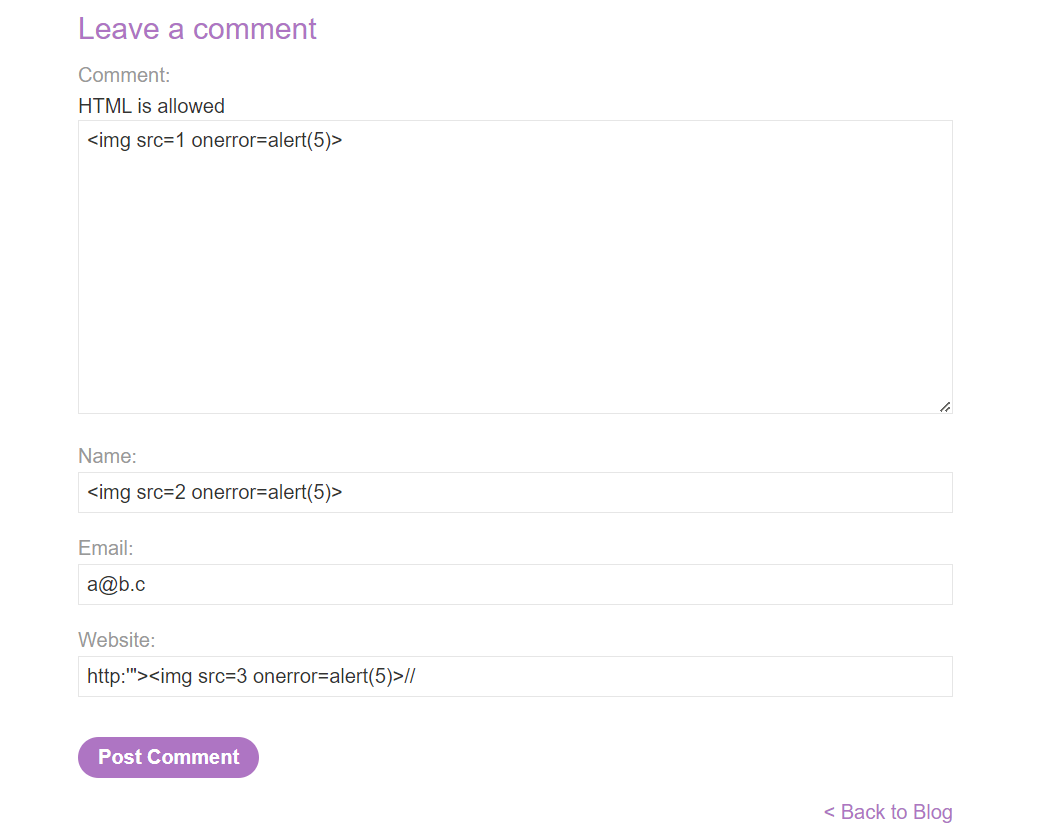 Leave a comment
Comment:
HTML is allowed
<img src=1 onerror=alert(5)>
Name:
<img src=2 onerror=alert(5)>
Email:
a@b.c
Website:
http:'"><img src=3 onerror=alert(5)>//
Post Comment
< Back to Blog